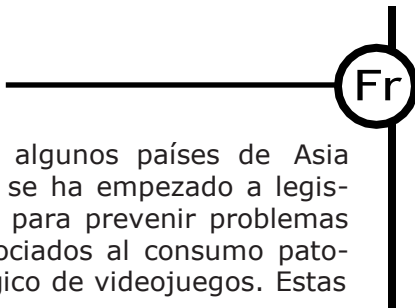 Fr
algunos países de Asia
se ha empezado a legis-
para prevenir problemas
ociados al consumo pato-
gico de videojuegos. Estas